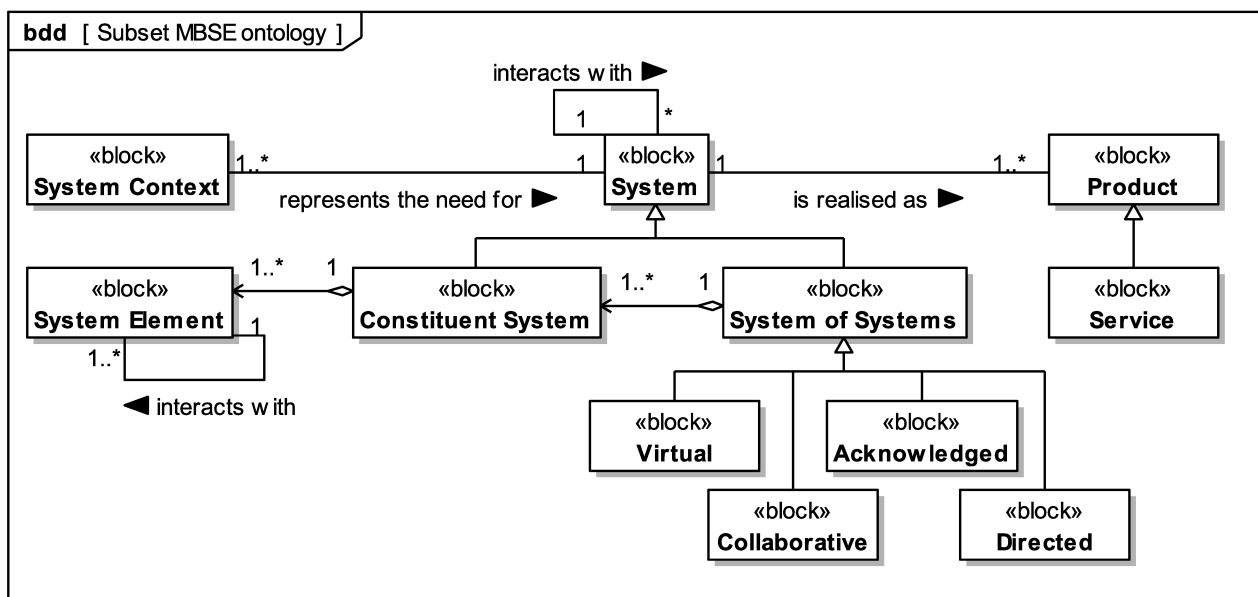 bdd [ Subset MBSE ontology ]
interacts with
1
*
«block»
System Context
1..*
1
represents the need for
«block»
System
1
1..*
is realised as
«block»
Product
«block»
System Element
1..*
1
«block»
Constituent System
1..*
1
«block»
System of Systems
«block»
Service
1
1..*
interacts with
«block»
Virtual
«block»
Acknowledged
«block»
Collaborative
«block»
Directed